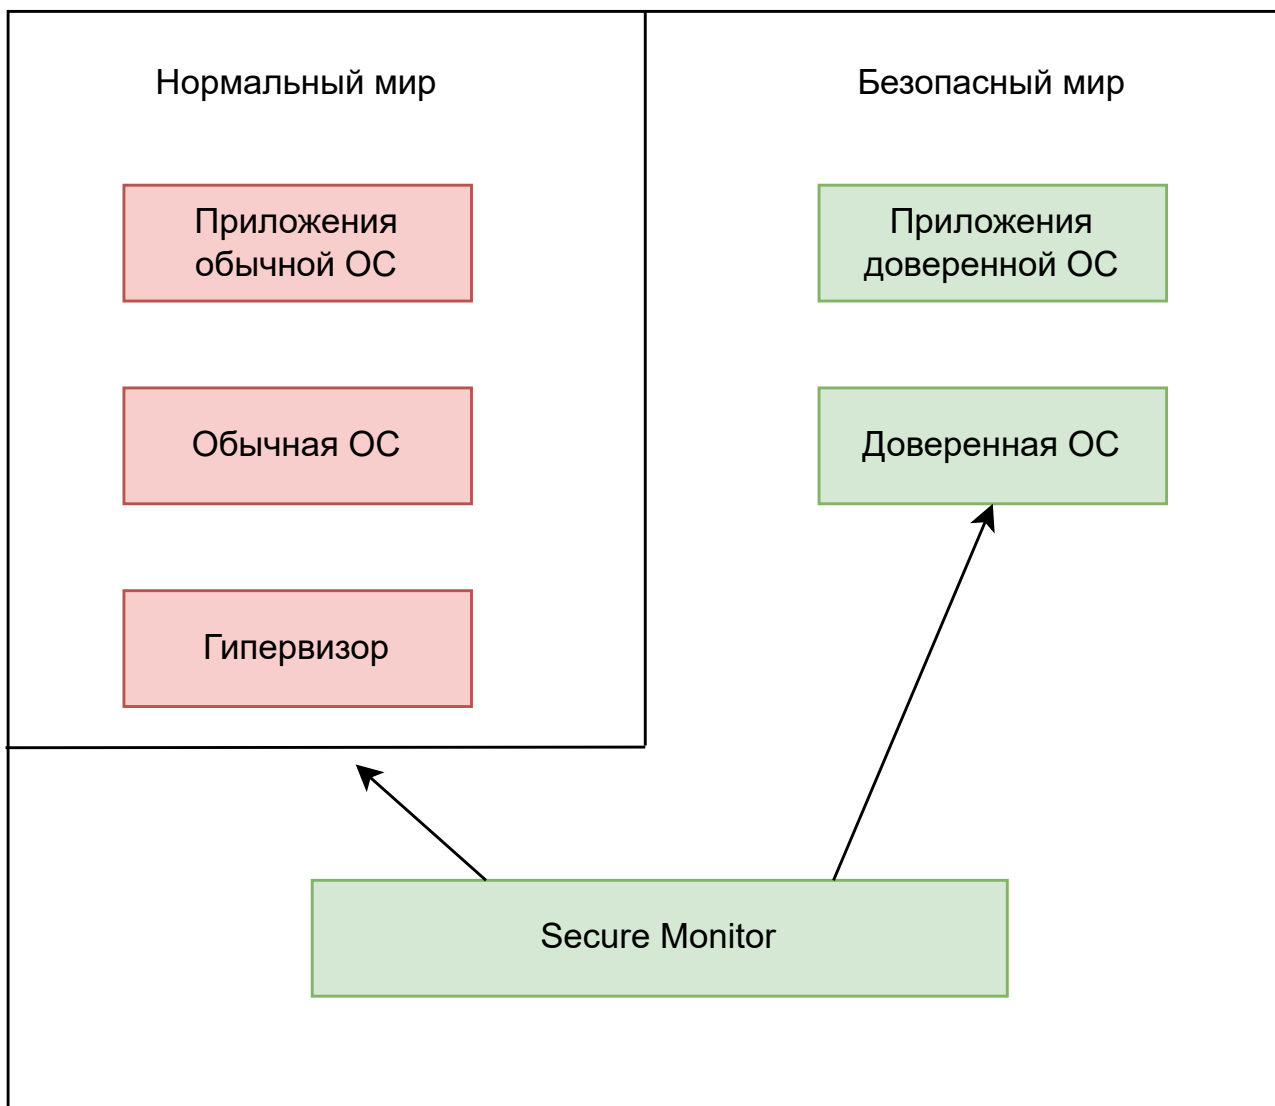 Нормальный мир
Безопасный мир
Приложения
обычной ОС
Приложения
доверенной ОС
Обычная ОС
Доверенная ОС
Гипервизор
Secure Monitor